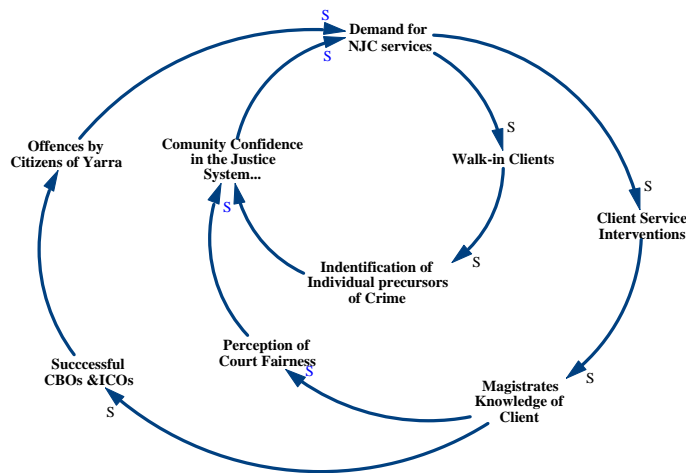 S
Demand for
NJC services
S
S
Offences by
Citizens of Yarra
Comunity Confidence
in the Justice
System...
Walk-in Clients
S
S
Client Service
Interventions
S
Indentification of
Individual precursors
of Crime
Perception of
Court Fairness
S
Succcessful
CBOs &ICOs
S
S
Magistrates
Knowledge of
Client